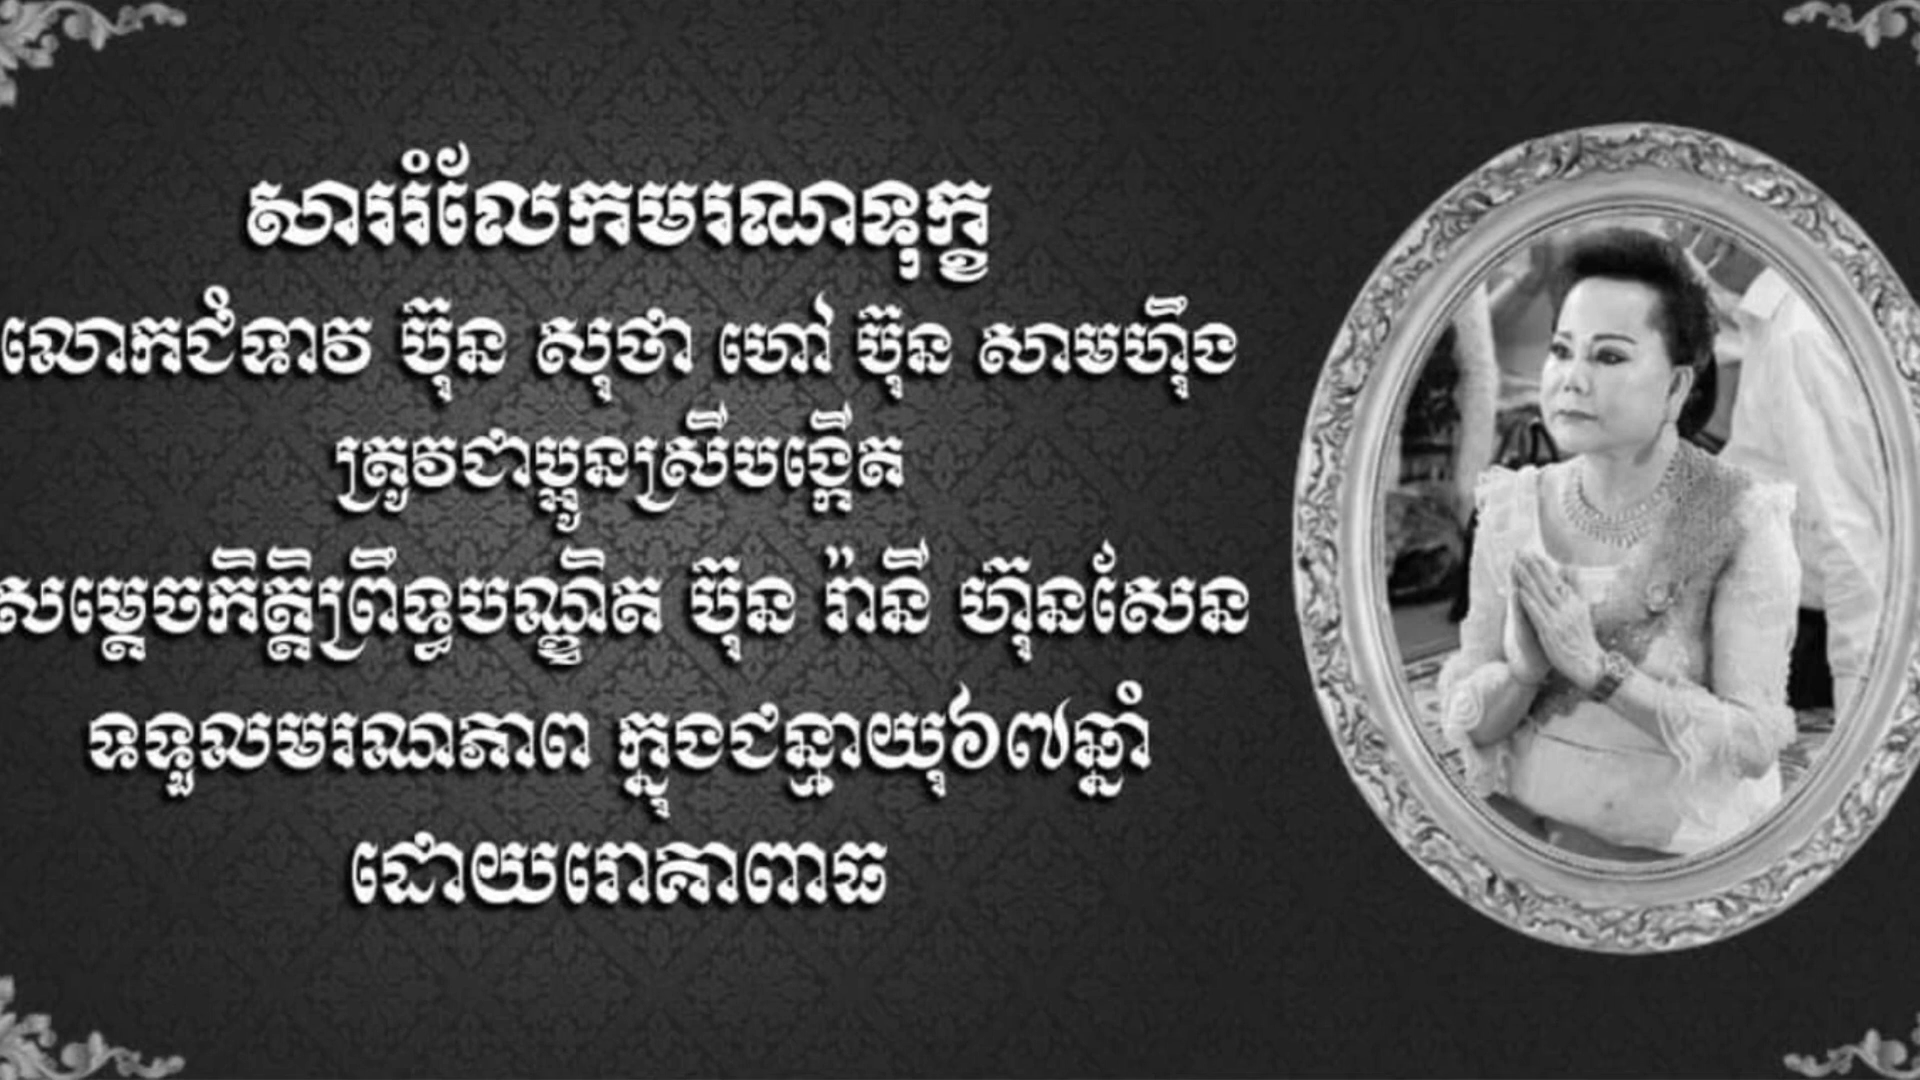 សាររំលែកមរណទុក្ខ
លោកជំទាវ ប៊ុន សុថា ហៅ ប៊ុន សាមហ៊ឹង
ត្រូវជាប្អូនស្រីបង្កើត
សម្តេចកិត្តិព្រឹទ្ធបណ្ឌិត ប៊ុន រ៉ានី ហ៊ុនសែន
ទទួលមរណភាព ក្នុងជន្មាយុ៦៧ឆ្នាំ
ដោយរោគាពាធ